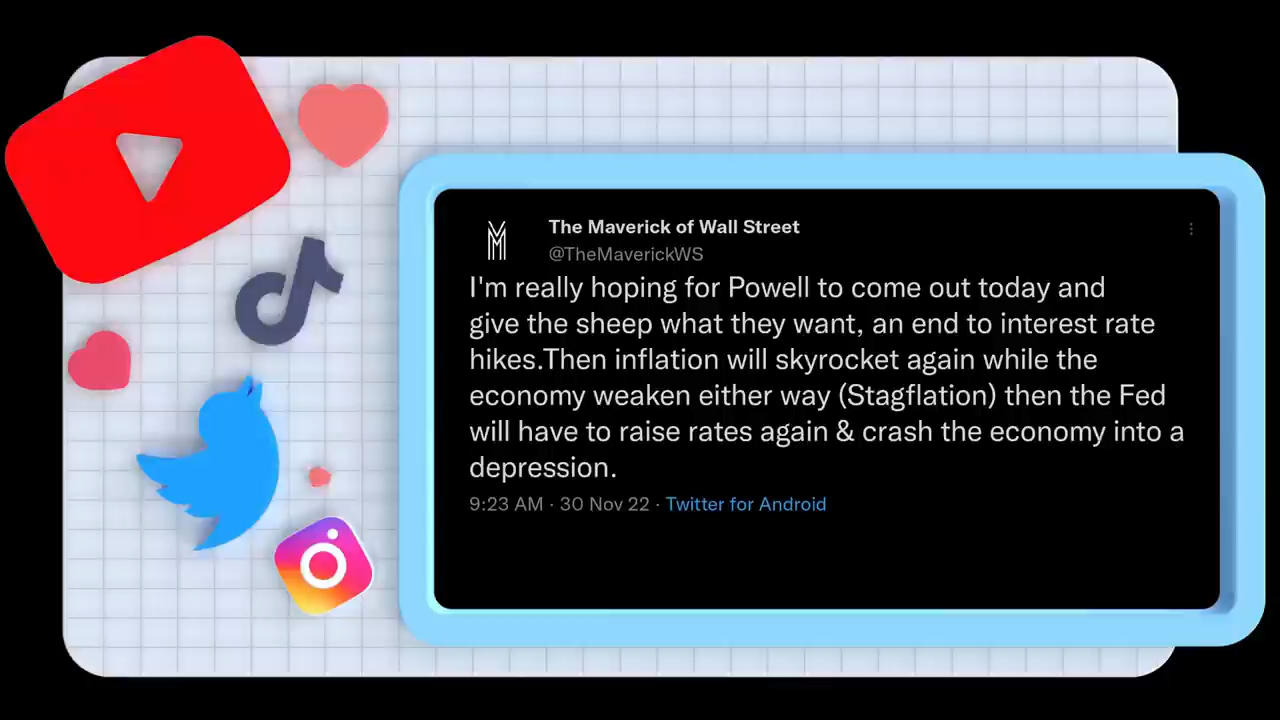 The Maverick of Wall Street
@TheMaverickWS
I'm really hoping for Powell to come out today and
give the sheep what they want, an end to interest rate
hikes.Then inflation will skyrocket again while the
economy weaken either way (Stagflation) then the Fed
will have to raise rates again & crash the economy into a
depression.
9:23 AM · 30 Nov 22 · Twitter for Android